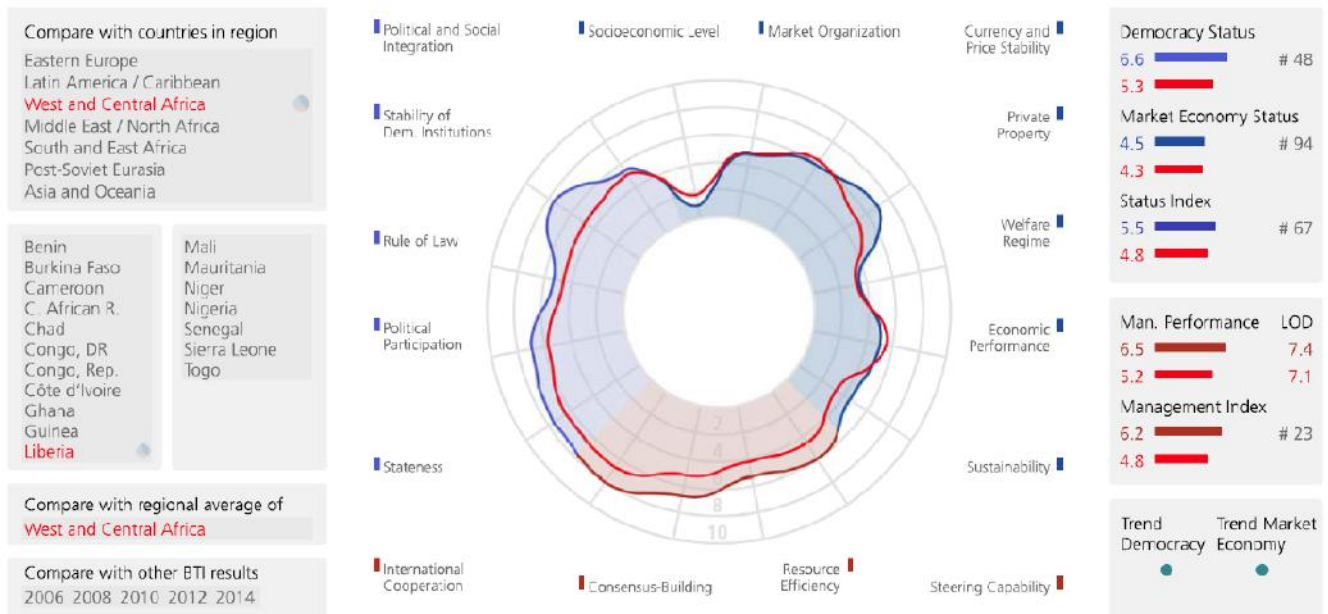 Compare with countries in region
Eastern Europe
Latin America / Caribbean
West and Central Africa
Middle East / North Africa
South and East Africa
Post-Soviet Eurasia
Asia and Oceania
Benin
Burkina Faso
Cameroon
C. African R.
Chad
Congo, DR
Congo, Rep.
Côte d'Ivoire
Ghana
Guinea
Liberia
Mali
Mauritania
Niger
Nigeria
Senegal
Sierra Leone
Togo
Compare with regional average of
West and Central Africa
Compare with other BTI results
2006 2008 2010 2012 2014
Political and Social
Integration
Socioeconomic Level
Market Organization
Currency and
Price Stability
Stability of
Dem. Institutions
Private
Property
Rule of Law
Welfare
Regime
Political
Participation
Economic
Performance
Stateness
Sustainability
2
4
6
8
10
International
Cooperation
Consensus-Building
Resource
Efficiency
Steering Capability
Democracy Status
6.6 # 48
5.3
Market Economy Status
4.5 # 94
4.3
Status Index
5.5 # 67
4.8
Man. Performance LOD
6.5 7.4
5.2 7.1
Management Index
6.2 # 23
4.8
Trend
Democracy
Trend Market
Economy